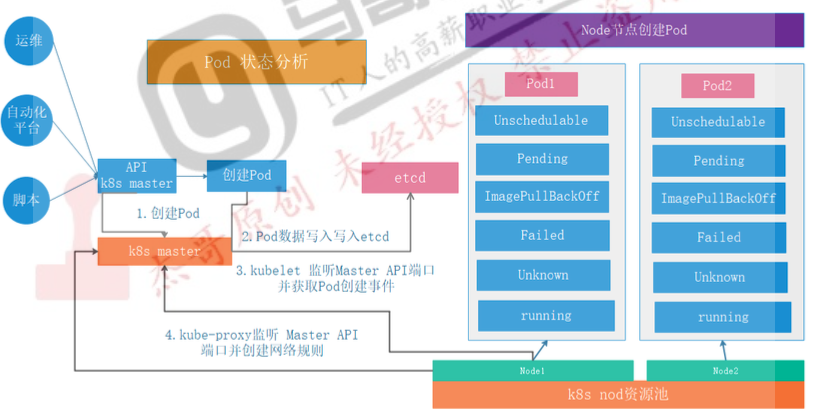 运维
自动化
平台
脚本
Pod 状态分析
API
k8s master
创建Pod
etcd
1.创建Pod
k8s master
2.Pod数据写入写入etcd
3.kubelet 监听Master API端口
并获取Pod创建事件
4.kube-proxy监听 Master API
端口并创建网络规则
Node节点创建Pod
Pod1
Unschedulable
Pending
ImagePullBackOff
Failed
Unknown
running
Pod2
Unschedulable
Pending
ImagePullBackOff
Failed
Unknown
running
Node1
Node2
k8s nod资源池
IT人的高薪职业
杰哥原创 未经授权 禁止盗用